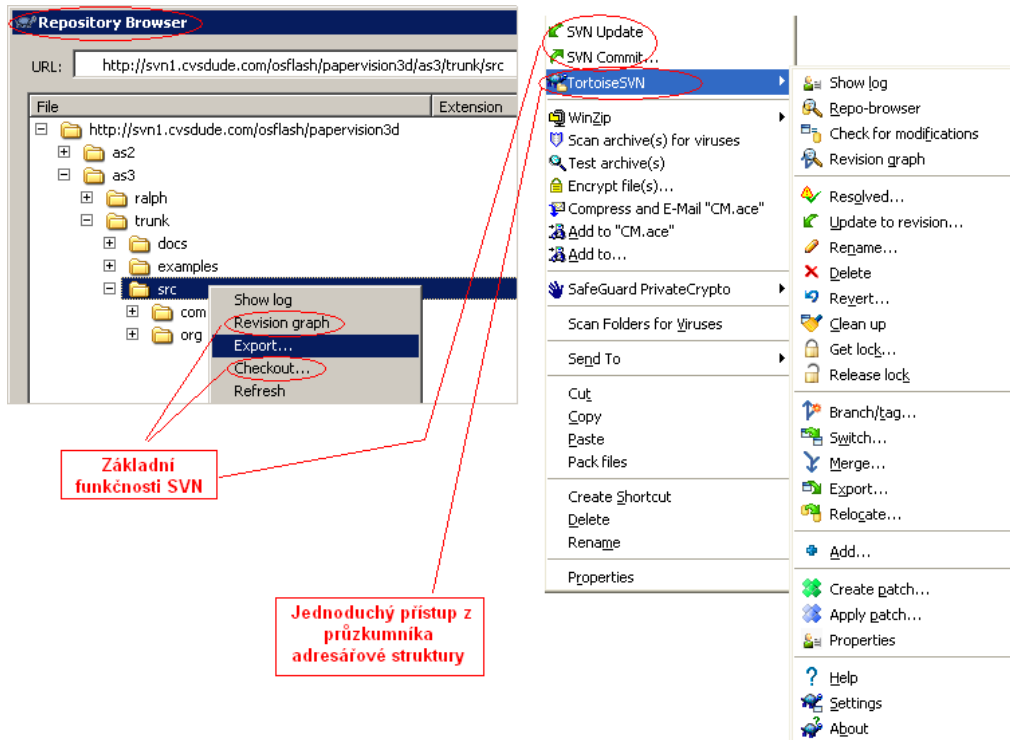 Repository Browser
URL: http://svn1.cvsdude.com/osflash/papervision3d/as3/trunk/src
File Extension
http://svn1.cvsdude.com/osflash/papervision3d
as2
as3
ralph
trunk
docs
examples
src
com
org
Show log
Revision graph
Export...
Checkout...
Refresh
Základní
funkčnosti SVN
Jednoduchý přístup z
průzkumníka
adresářové struktury
SVN Update
SVN Commit...
TortoiseSVN
WinZip
Scan archive(s) for viruses
Test archive(s)
Encrypt file(s)...
Compress and E-Mail "CM.ace"
Add to "CM.ace"
Add to...
SafeGuard PrivateCrypto
Scan Folders for Viruses
Send To
Cut
Copy
Paste
Pack files
Create Shortcut
Delete
Rename
Properties
Show log
Repo-browser
Check for modifications
Revision graph
Resolved...
Update to revision...
Rename...
Delete
Revert...
Clean up
Get lock...
Release lock
Branch/tag...
Switch...
Merge...
Export...
Relocate...
Add...
Create patch...
Apply patch...
Properties
Help
Settings
About